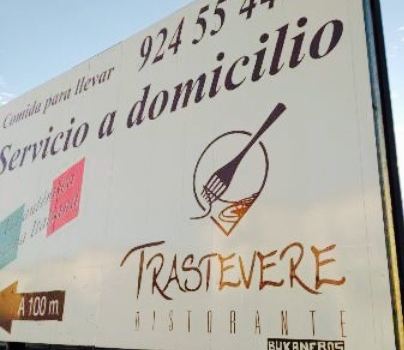 Comida para llevar
924 55 44
Servicio a domicilio
TRASTEVERE
RISTORANTE
A 100 m
BUKANEROS